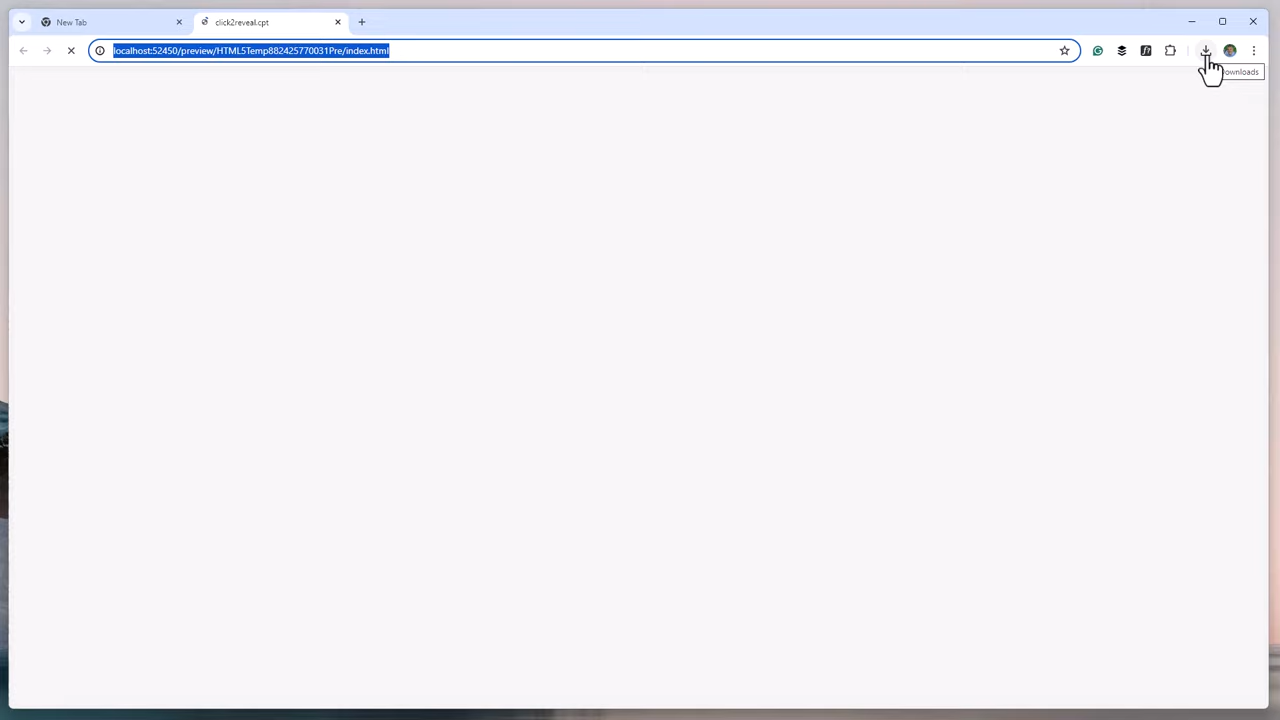 New Tab
click2reveal.cpt
localhost:52450/preview/HTML5Temp882425770031Pre/index.html
ownloads